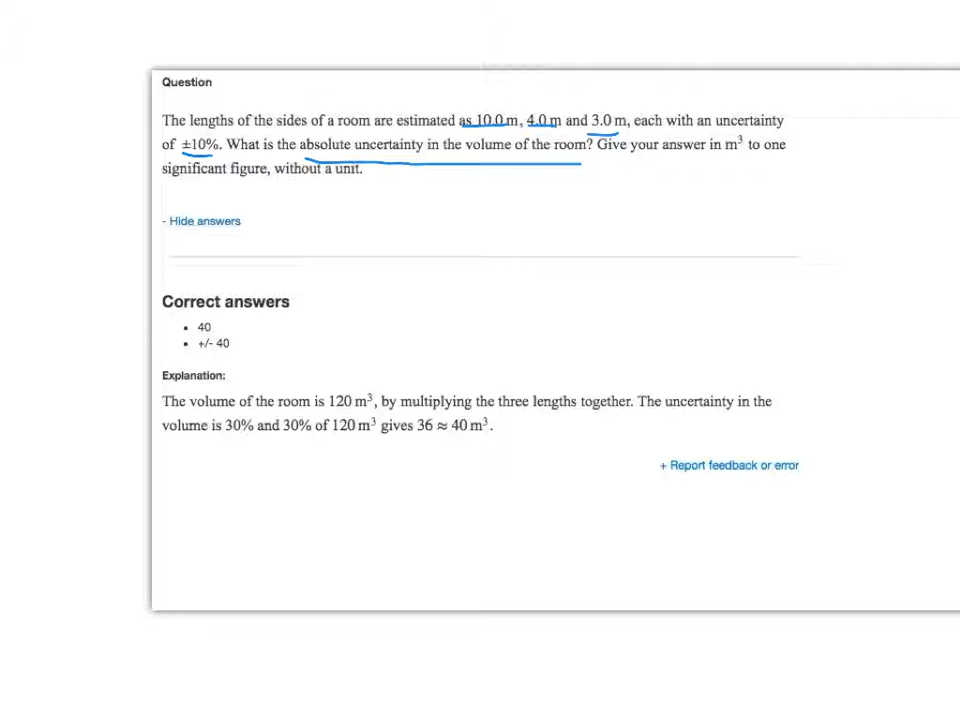 Question
The lengths of the sides of a room are estimated as 10.0 m, 4.0 m and 3.0 m, each with an uncertainty
of ±10%. What is the absolute uncertainty in the volume of the room? Give your answer in m³ to one
significant figure, without a unit.
- Hide answers
Correct answers
• 40
• +/- 40
Explanation:
The volume of the room is 120 m³, by multiplying the three lengths together. The uncertainty in the
volume is 30% and 30% of 120 m³ gives 36 ≈ 40 m³.
+ Report feedback or error